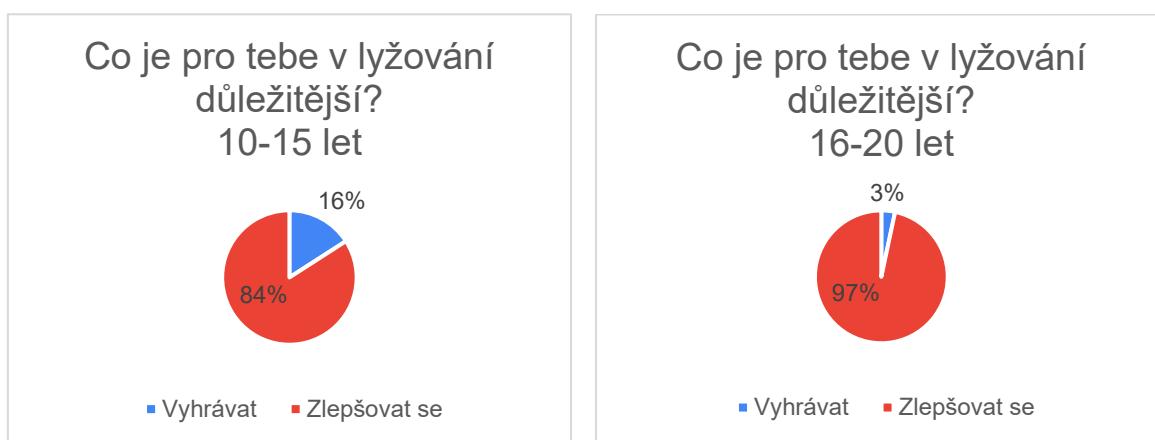 Co je pro tebe v lyžování
důležitější?
10-15 let
16%
84%
Vyhrávat
Zlepšovat se
Co je pro tebe v lyžování
důležitější?
16-20 let
3%
97%
Vyhrávat
Zlepšovat se